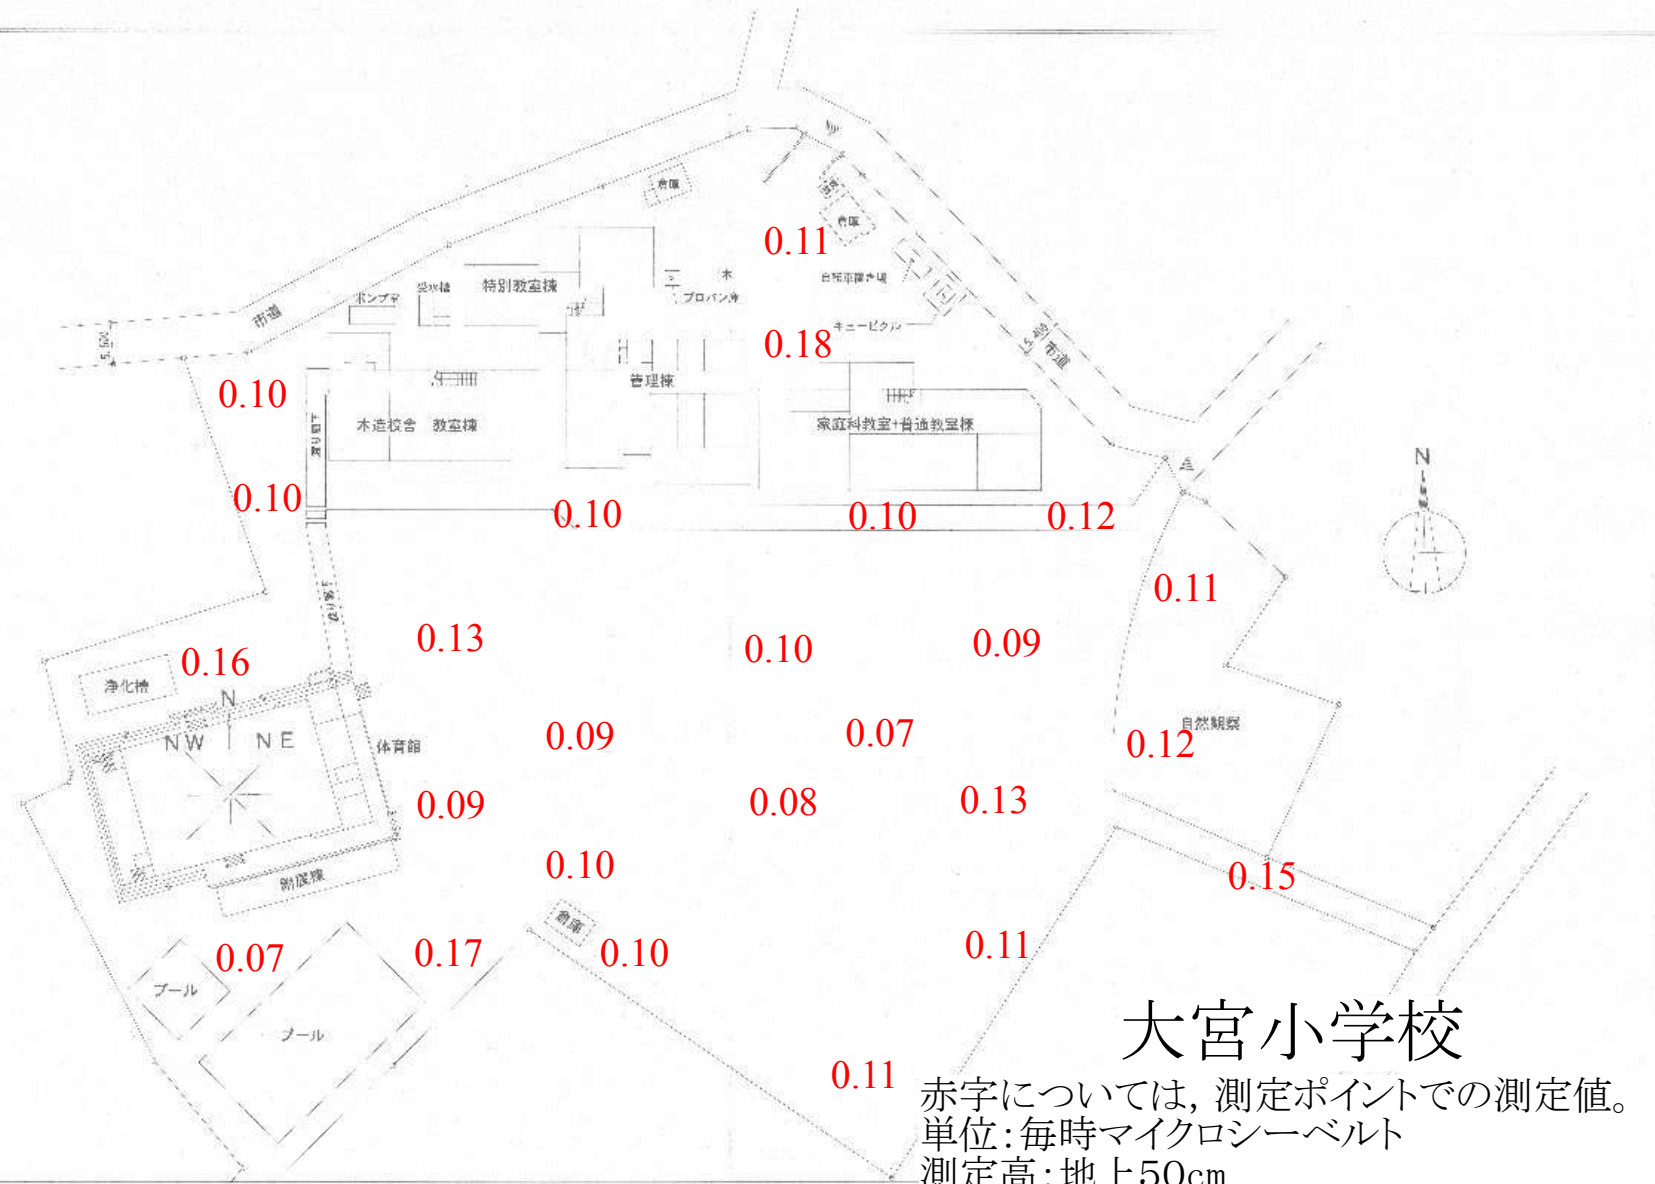 倉庫
倉庫
0.11
自転車置き場
木
プロパン庫
特別教室棟
受水槽
ポンプ室
市道
キュービクル
0.18
市道
管理棟
0.10
渡り廊下
木造校舎 教室棟
家庭科教室+普通教室棟
N
0.10
0.10
0.10
0.12
0.11
渡り廊下
0.13
0.10
0.09
0.16
浄化槽
N
NW
NE
体育館
0.09
0.07
0.12
自然観察
0.09
0.08
0.13
0.10
0.15
附属棟
倉庫
0.07
0.17
0.10
0.11
プール
プール
大宮小学校
0.11
赤字については，測定ポイントでの測定値。
単位：毎時マイクロシーベルト
測定高：地上50cm